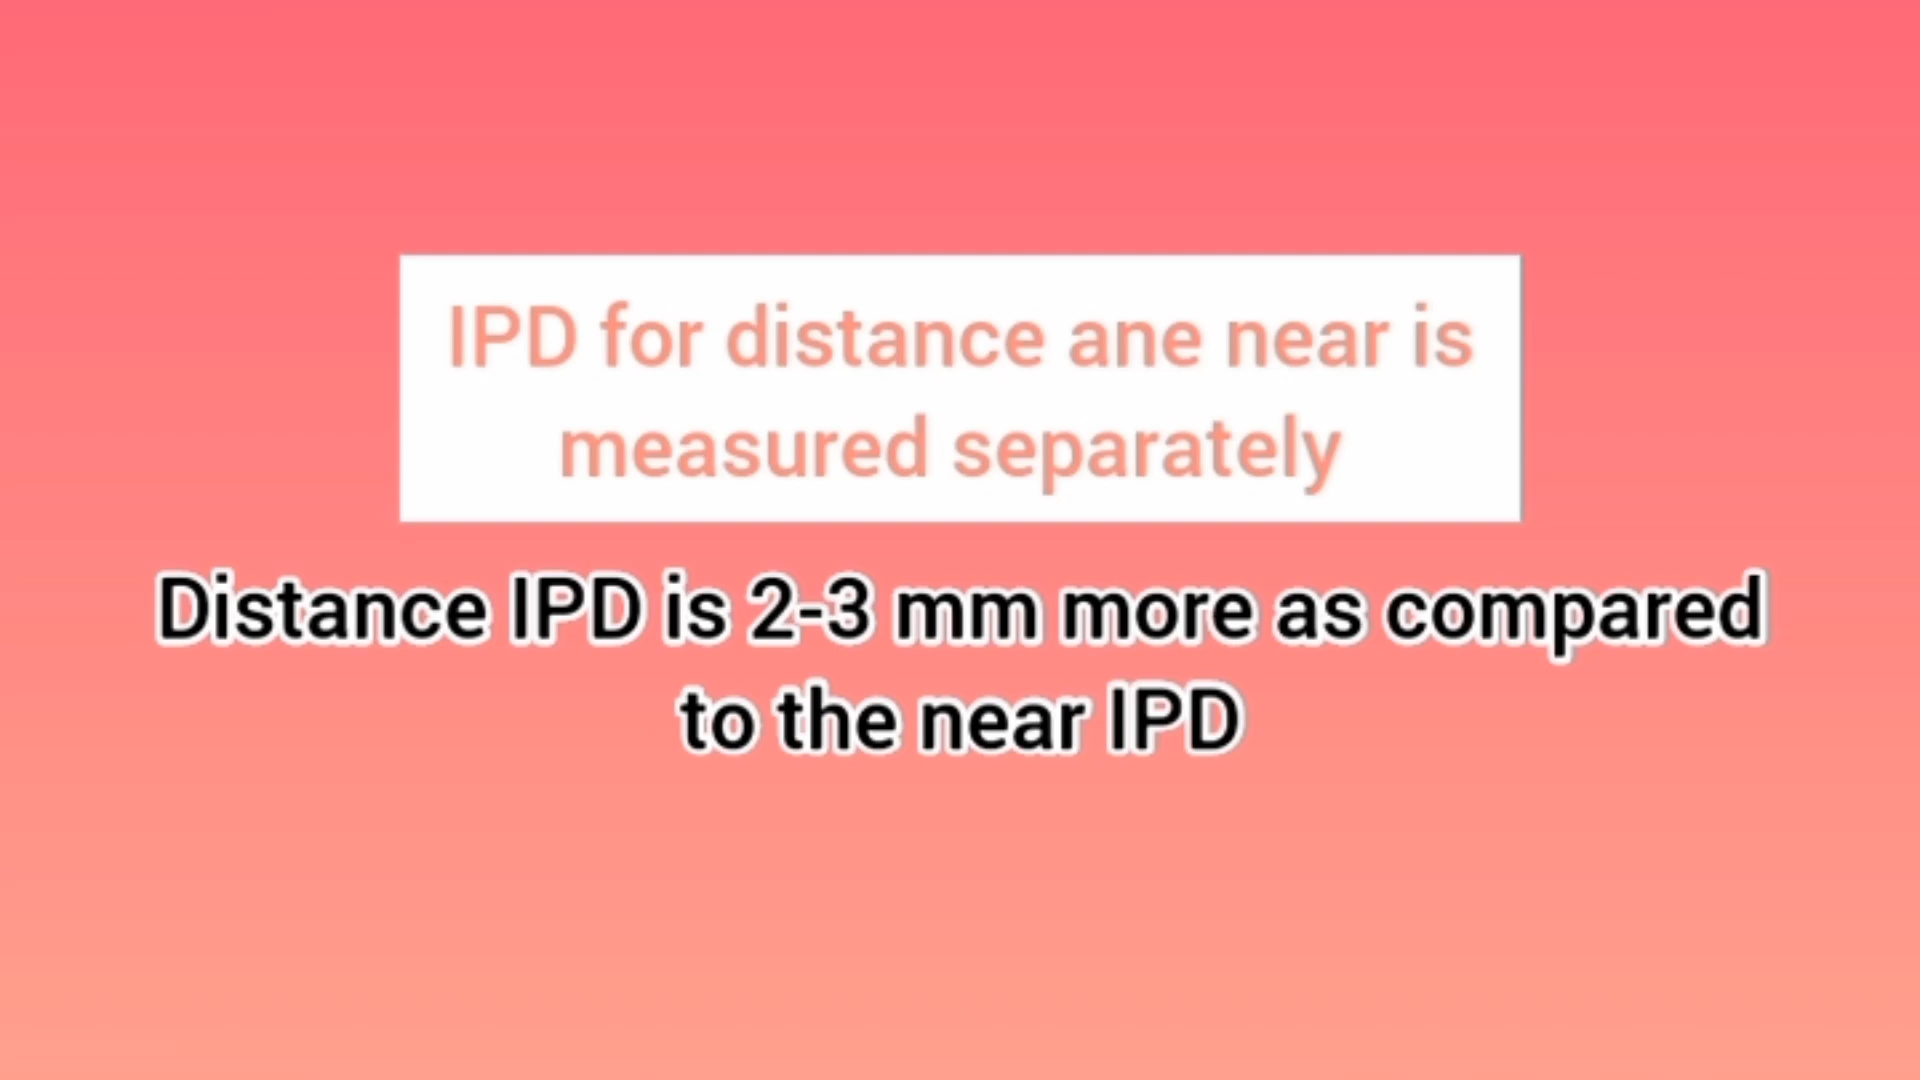 IPD for distance ane near is
measured separately
Distance IPD is 2-3 mm more as compared
to the near IPD